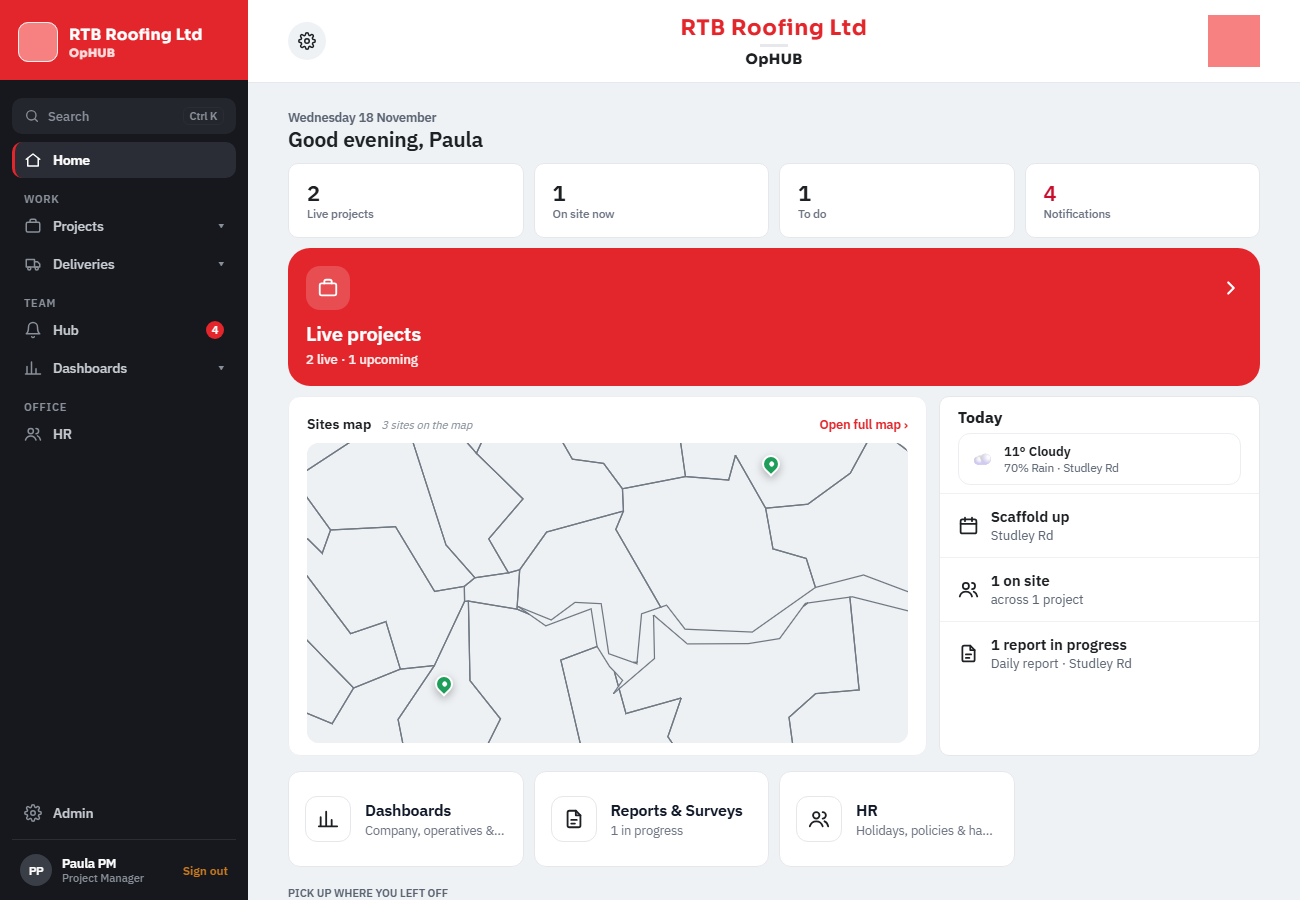 RTB Roofing Ltd
OpHUB
Search Ctrl K
Home
WORK
Projects
Deliveries
TEAM
Hub 4
Dashboards
OFFICE
HR
Admin
PP
Paula PM
Project Manager
Sign out
RTB Roofing Ltd
OpHUB
Wednesday 18 November
Good evening, Paula
2
Live projects
1
On site now
1
To do
4
Notifications
Live projects
2 live · 1 upcoming
Sites map 3 sites on the map Open full map ›
Today
11° Cloudy
70% Rain · Studley Rd
Scaffold up
Studley Rd
1 on site
across 1 project
1 report in progress
Daily report · Studley Rd
Dashboards
Company, operatives &...
Reports & Surveys
1 in progress
HR
Holidays, policies & ha...
PICK UP WHERE YOU LEFT OFF